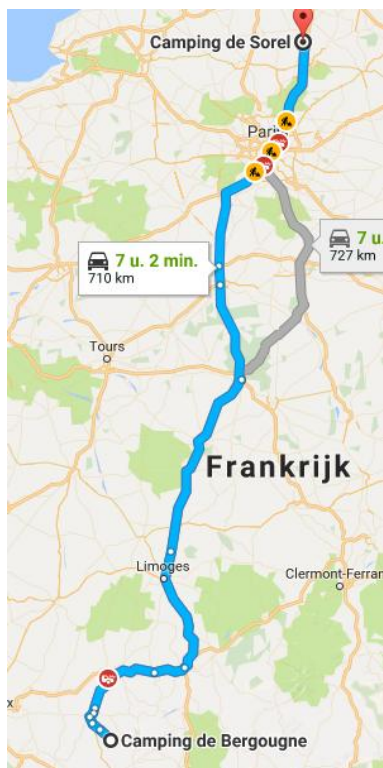 Camping de Sorel
Pari
7 u. 2 min.
710 km
7 u.
727 km
Tours
Frankrijk
Limoges
Clermont-Ferran
x
Camping de Bergougne